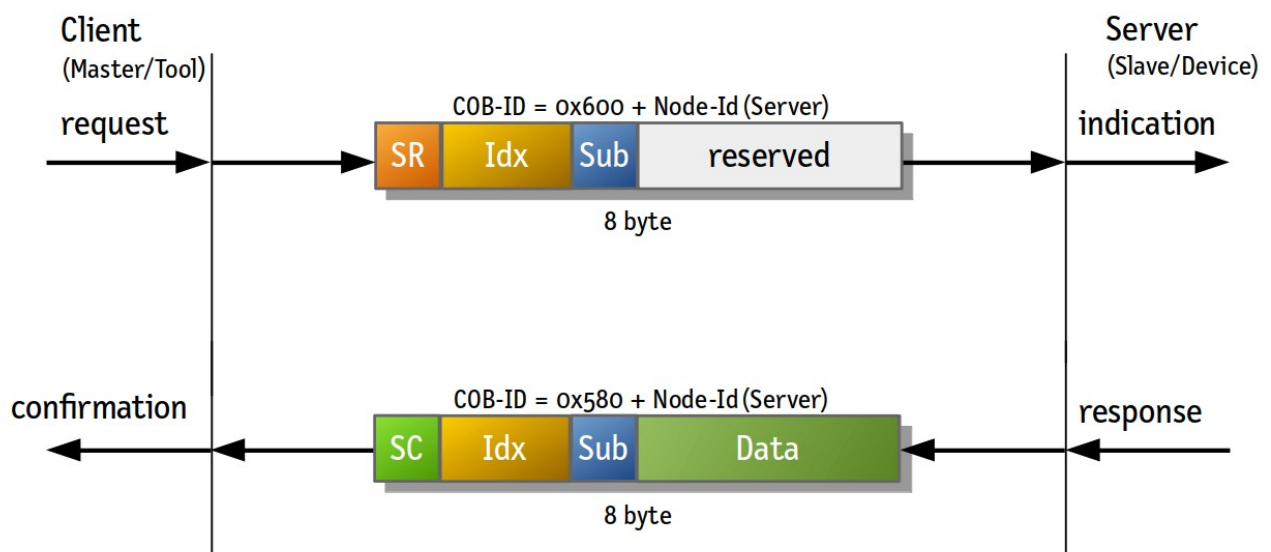 Client
(Master/Tool)
request
Server
(Slave/Device)
indication
COB-ID = 0x600 + Node-Id (Server)
SR Idx Sub reserved
8 byte
confirmation
response
COB-ID = 0x580 + Node-Id (Server)
SC Idx Sub Data
8 byte